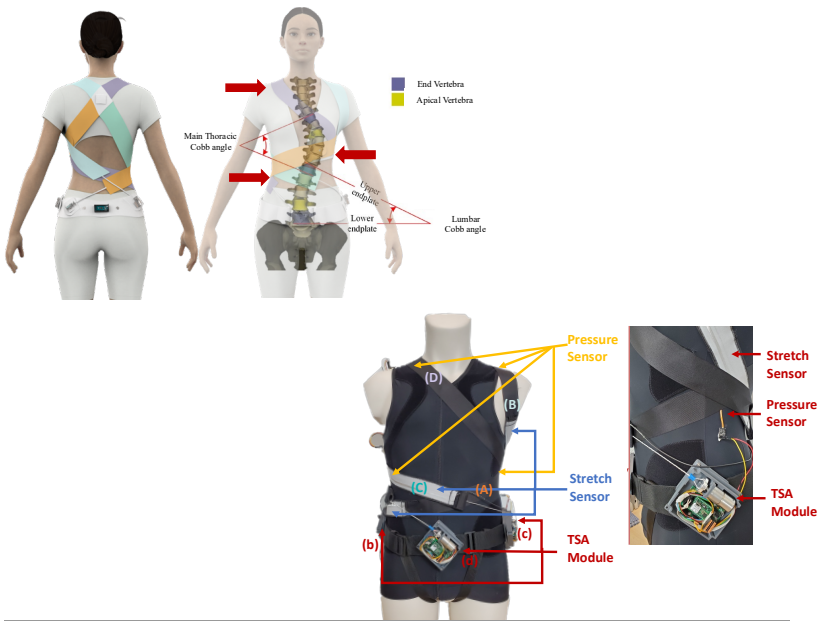 End Vertebra
Apical Vertebra
Main Thoracic
Cobb angle
Upper
endplate
Lower
endplate
Lumbar
Cobb angle
Pressure
Sensor
(D)
(B)
Stretch
Sensor
(C)
(A)
(b)
(c)
(d)
TSA
Module
Stretch
Sensor
Pressure
Sensor
TSA
Module